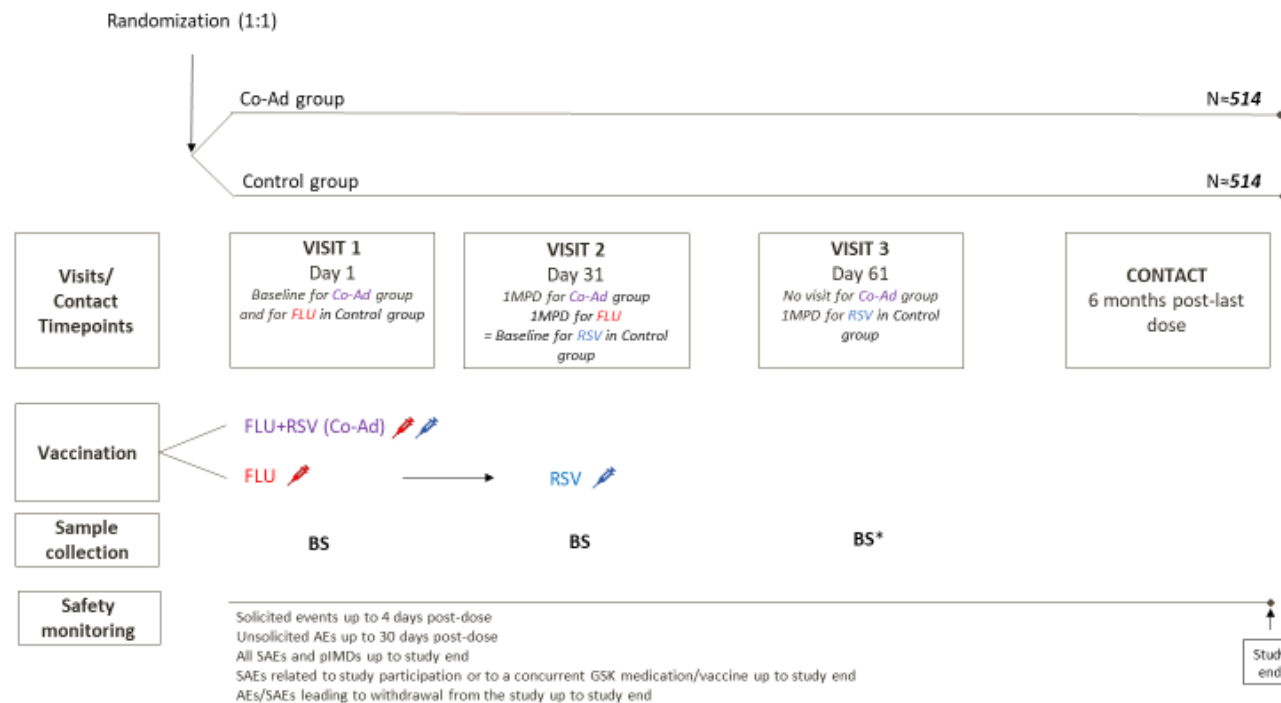 Randomization (1:1)
Co-Ad group
N≈514
Control group
N≈514
Visits/
Contact
Timepoints
VISIT 1
Day 1
Baseline for Co-Ad group
and for FLU in Control group
VISIT 2
Day 31
1MPD for Co-Ad group
1MPD for FLU
= Baseline for RSV in Control
group
VISIT 3
Day 61
No visit for Co-Ad group
1MPD for RSV in Control
group
CONTACT
6 months post-last
dose
Vaccination
FLU+RSV (Co-Ad)
FLU
RSV
Sample
collection
BS
BS
BS*
Safety
monitoring
Solicited events up to 4 days post-dose
Unsolicited AEs up to 30 days post-dose
All SAEs and pIMDs up to study end
SAEs related to study participation or to a concurrent GSK medication/vaccine up to study end
AEs/SAEs leading to withdrawal from the study up to study end
Study
end